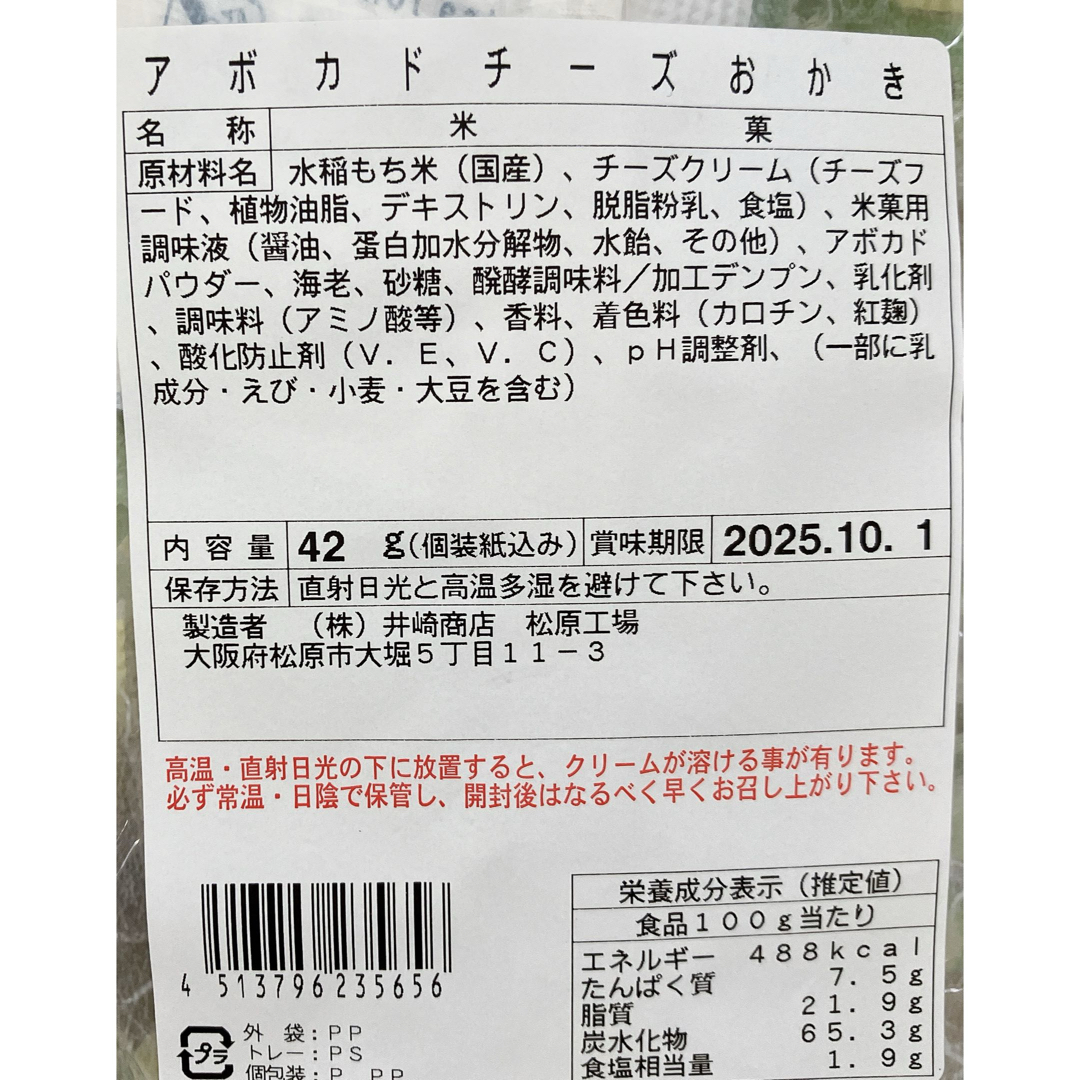 アボカドチーズおかき
名称 米菓
原材料名 水稲もち米（国産）、チーズクリーム（チーズフ
ード、植物油脂、デキストリン、脱脂粉乳、食塩）、米菓用
調味液（醤油、蛋白加水分解物、水飴、その他）、アボカド
パウダー、海老、砂糖、醗酵調味料／加工デンプン、乳化剤
、調味料（アミノ酸等）、香料、着色料（カロチン、紅麹）
、酸化防止剤（Ｖ．Ｅ、Ｖ．Ｃ）、ｐＨ調整剤、（一部に乳
成分・えび・小麦・大豆を含む）
内容量 42 g(個装紙込み) 賞味期限 2025.10. 1
保存方法 直射日光と高温多湿を避けて下さい。
製造者 （株）井崎商店 松原工場
大阪府松原市大堀５丁目１１－３
高温・直射日光の下に放置すると、クリームが溶ける事が有ります。
必ず常温・日陰で保管し、開封後はなるべく早くお召し上がり下さい。
栄養成分表示（推定値）
食品１００ｇ当たり
エネルギー ４８８ｋｃａｌ
たんぱく質 ７．５ｇ
脂質 ２１．９ｇ
炭水化物 ６５．３ｇ
食塩相当量 １．９ｇ
4 513796 235656
プラ
外 袋：ＰＰ
トレー：ＰＳ
個包装：Ｐ ＰＰ